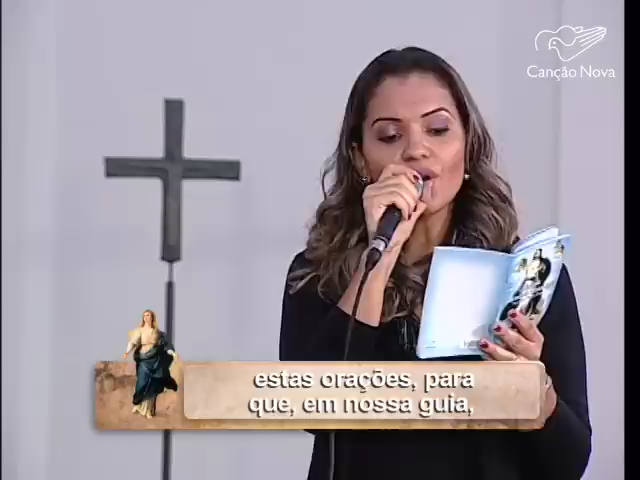 Canção Nova
estas orações, para
que, em nossa guia,